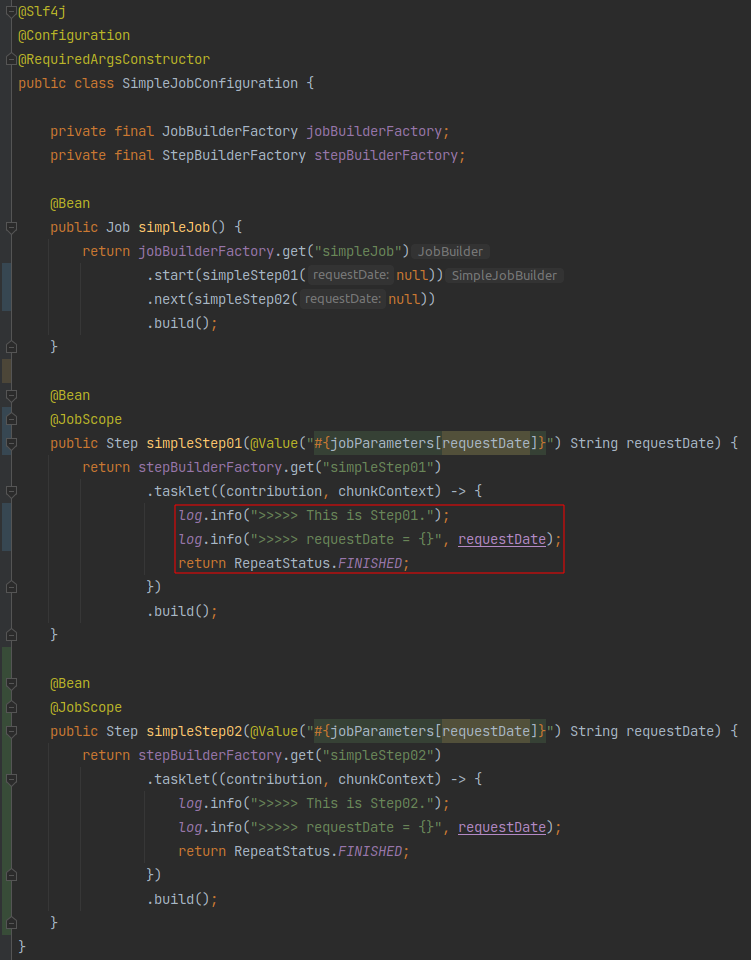 @Slf4j
@Configuration
@RequiredArgsConstructor
public class SimpleJobConfiguration {
private final JobBuilderFactory jobBuilderFactory;
private final StepBuilderFactory stepBuilderFactory;
@Bean
public Job simpleJob() {
return jobBuilderFactory.get("simpleJob") JobBuilder
.start(simpleStep01( requestDate: null)) SimpleJobBuilder
.next(simpleStep02( requestDate: null))
.build();
}
@Bean
@JobScope
public Step simpleStep01(@Value("#{jobParameters[requestDate]}") String requestDate) {
return stepBuilderFactory.get("simpleStep01")
.tasklet((contribution, chunkContext) -> {
log.info(">>>>> This is Step01.");
log.info(">>>>> requestDate = {}", requestDate);
return RepeatStatus.FINISHED;
})
.build();
}
@Bean
@JobScope
public Step simpleStep02(@Value("#{jobParameters[requestDate]}") String requestDate) {
return stepBuilderFactory.get("simpleStep02")
.tasklet((contribution, chunkContext) -> {
log.info(">>>>> This is Step02.");
log.info(">>>>> requestDate = {}", requestDate);
return RepeatStatus.FINISHED;
})
.build();
}
}